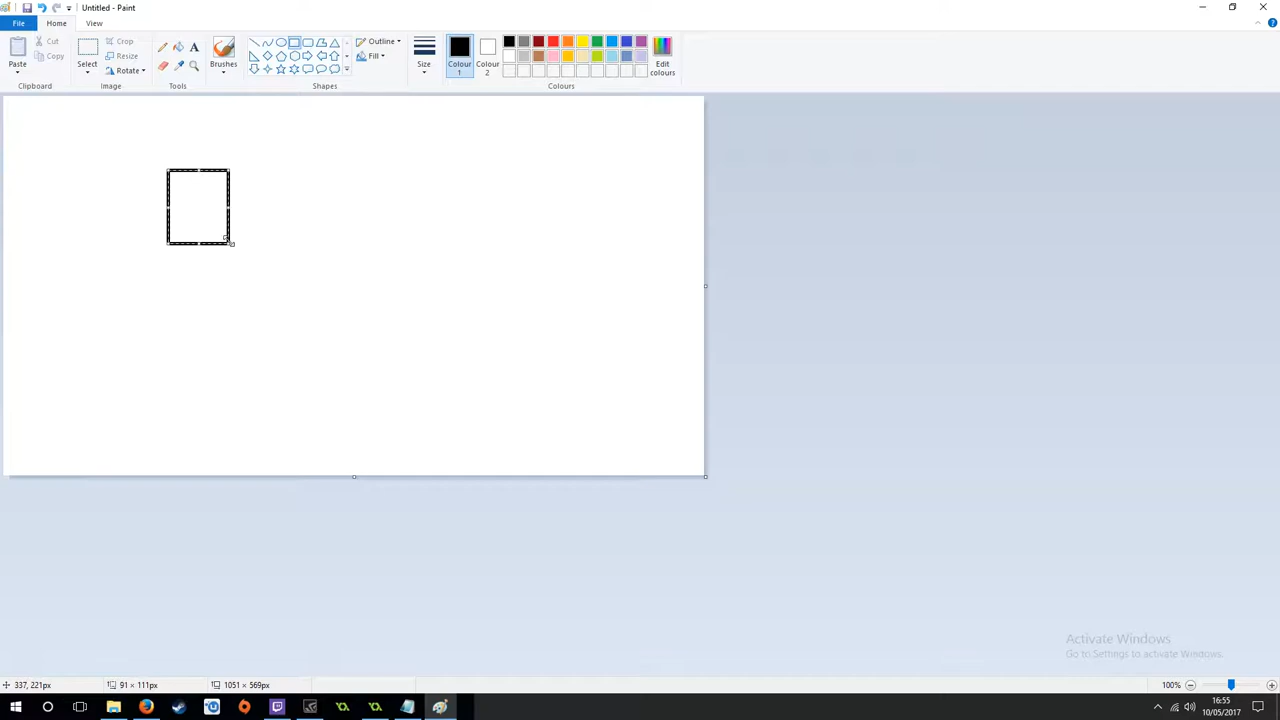 Untitled - Paint
File Home View
Paste
Cut
Copy
Clipboard
Select
Crop
Resize
Rotate
Image
Tools
Brushes
Shapes
Outline
Fill
Size
Colour 1
Colour 2
Edit colours
Colours
Activate Windows
Go to Settings to activate Windows.
337, 221px
91 × 111px
1051 × 569px
100%
16:55
10/05/2017